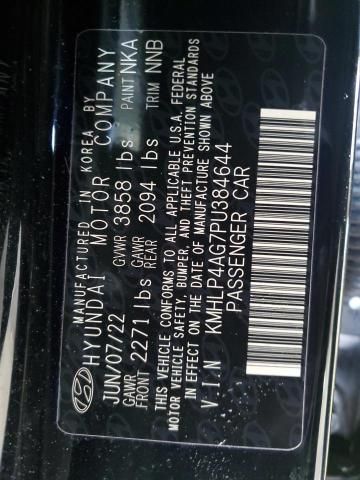 MANUFACTURED IN KOREA BY
HYUNDAI MOTOR COMPANY
JUN/07/22 GVWR 3858 lbs PAINT NKA
GAWR FRONT 2271 lbs GAWR REAR 2094 lbs TRIM NNB
THIS VEHICLE CONFORMS TO ALL APPLICABLE U.S.A. FEDERAL
MOTOR VEHICLE SAFETY, BUMPER, AND THEFT PREVENTION STANDARDS
IN EFFECT ON THE DATE OF MANUFACTURE SHOWN ABOVE
V I N KMHLP4AG7PU384644
PASSENGER CAR